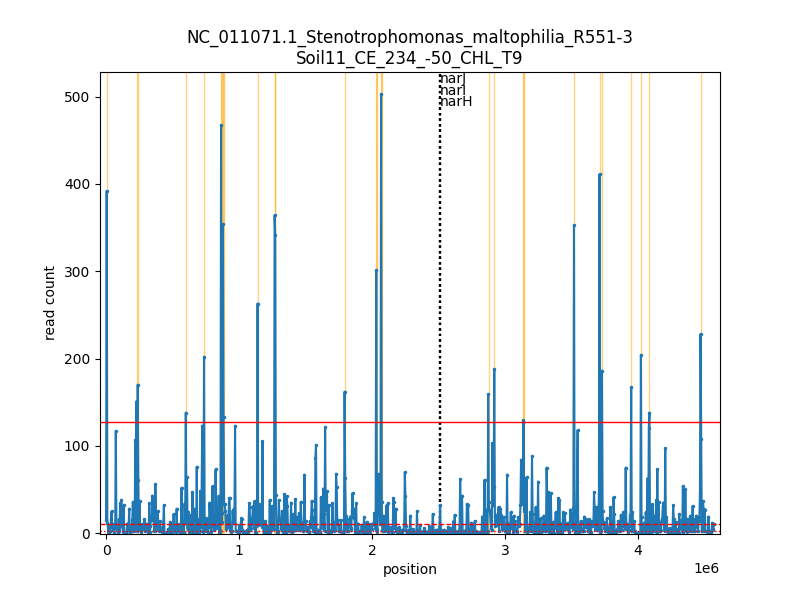 NC_011071.1_Stenotrophomonas_maltophilia_R551-3
Soil11_CE_234_-50_CHL_T9
narJ
narI
narH
500
400
300
200
100
0
read count
0
1
2
3
4
1e6
position